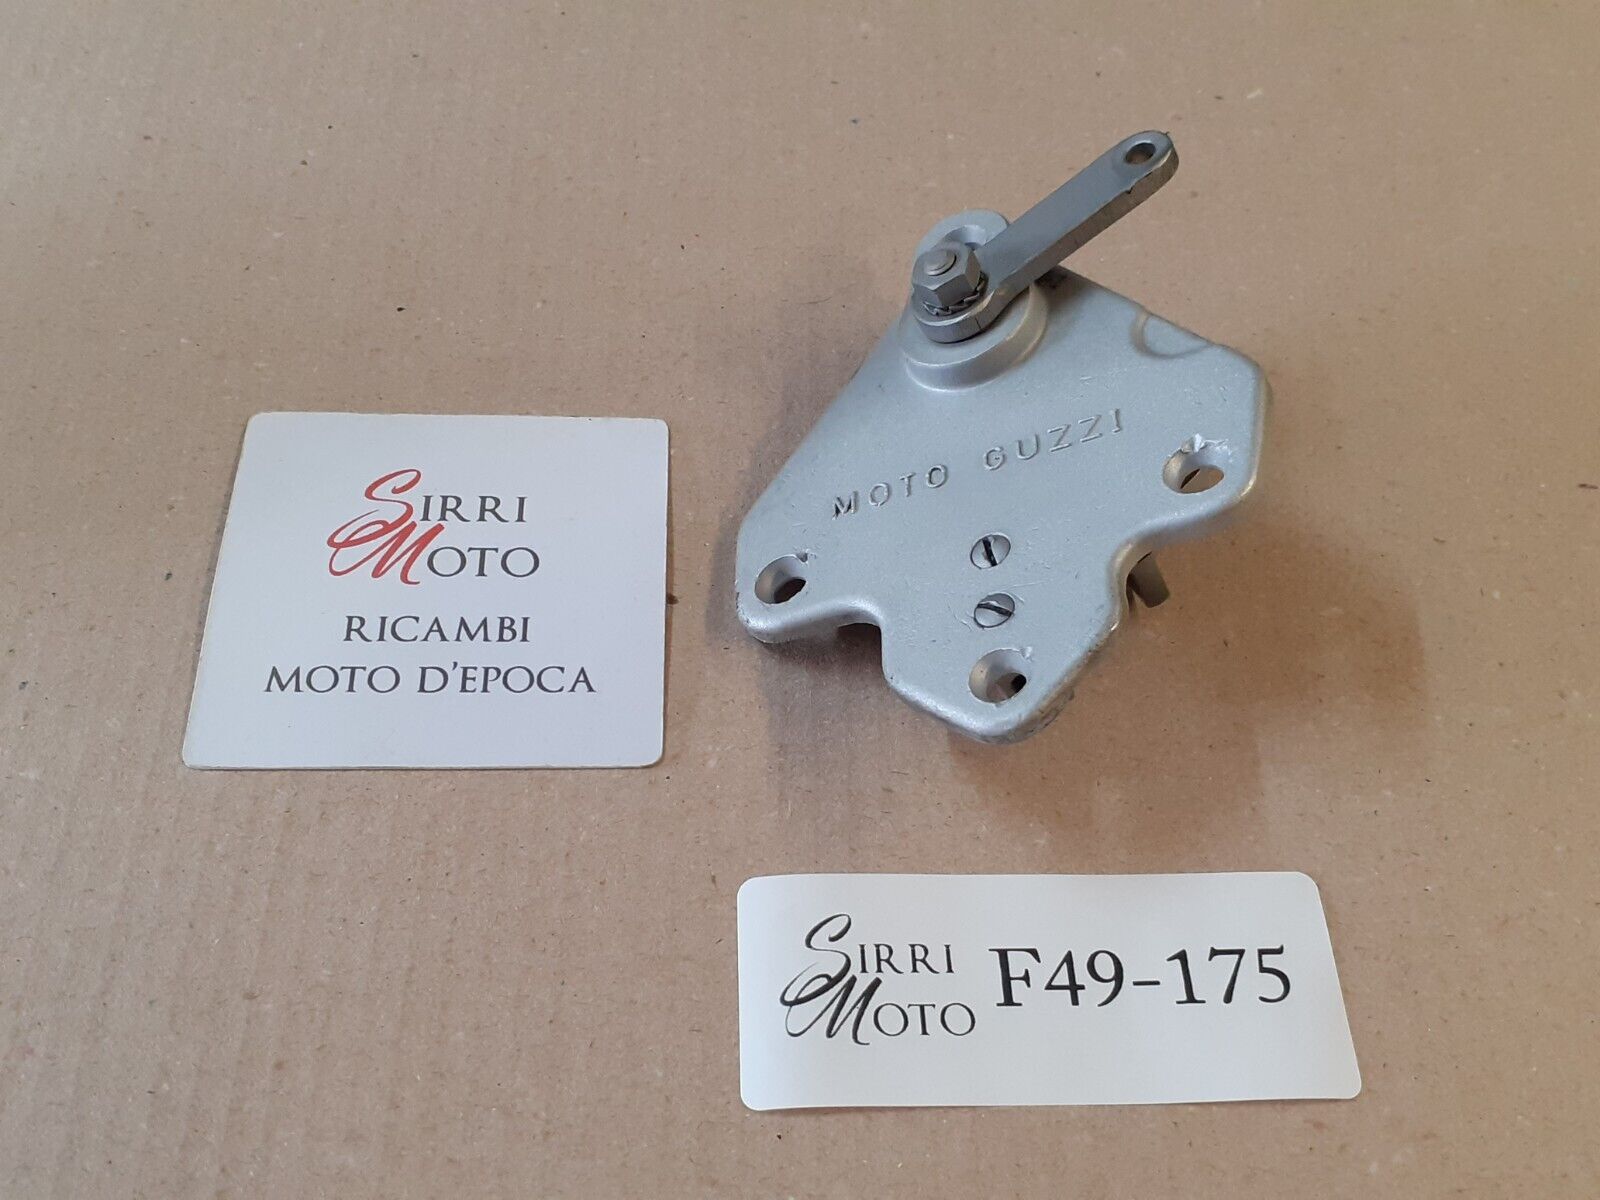 SIRRI
MOTO
RICAMBI
MOTO D'EPOCA
MOTO GUZZI
SIRRI
MOTO
F49-175